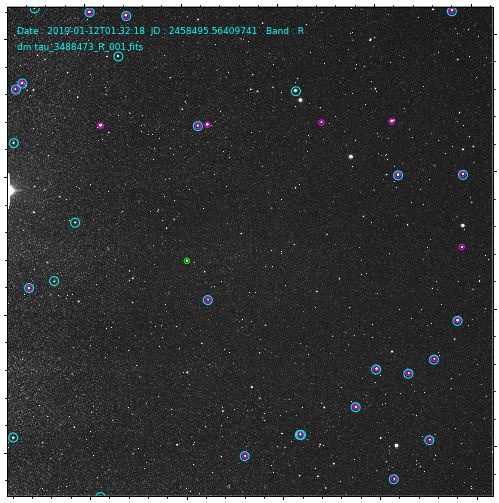 Date : 2019-01-12T01:32:18 JD : 2458495.56409741 Band : R
dm tau_3488473_R_001.fits